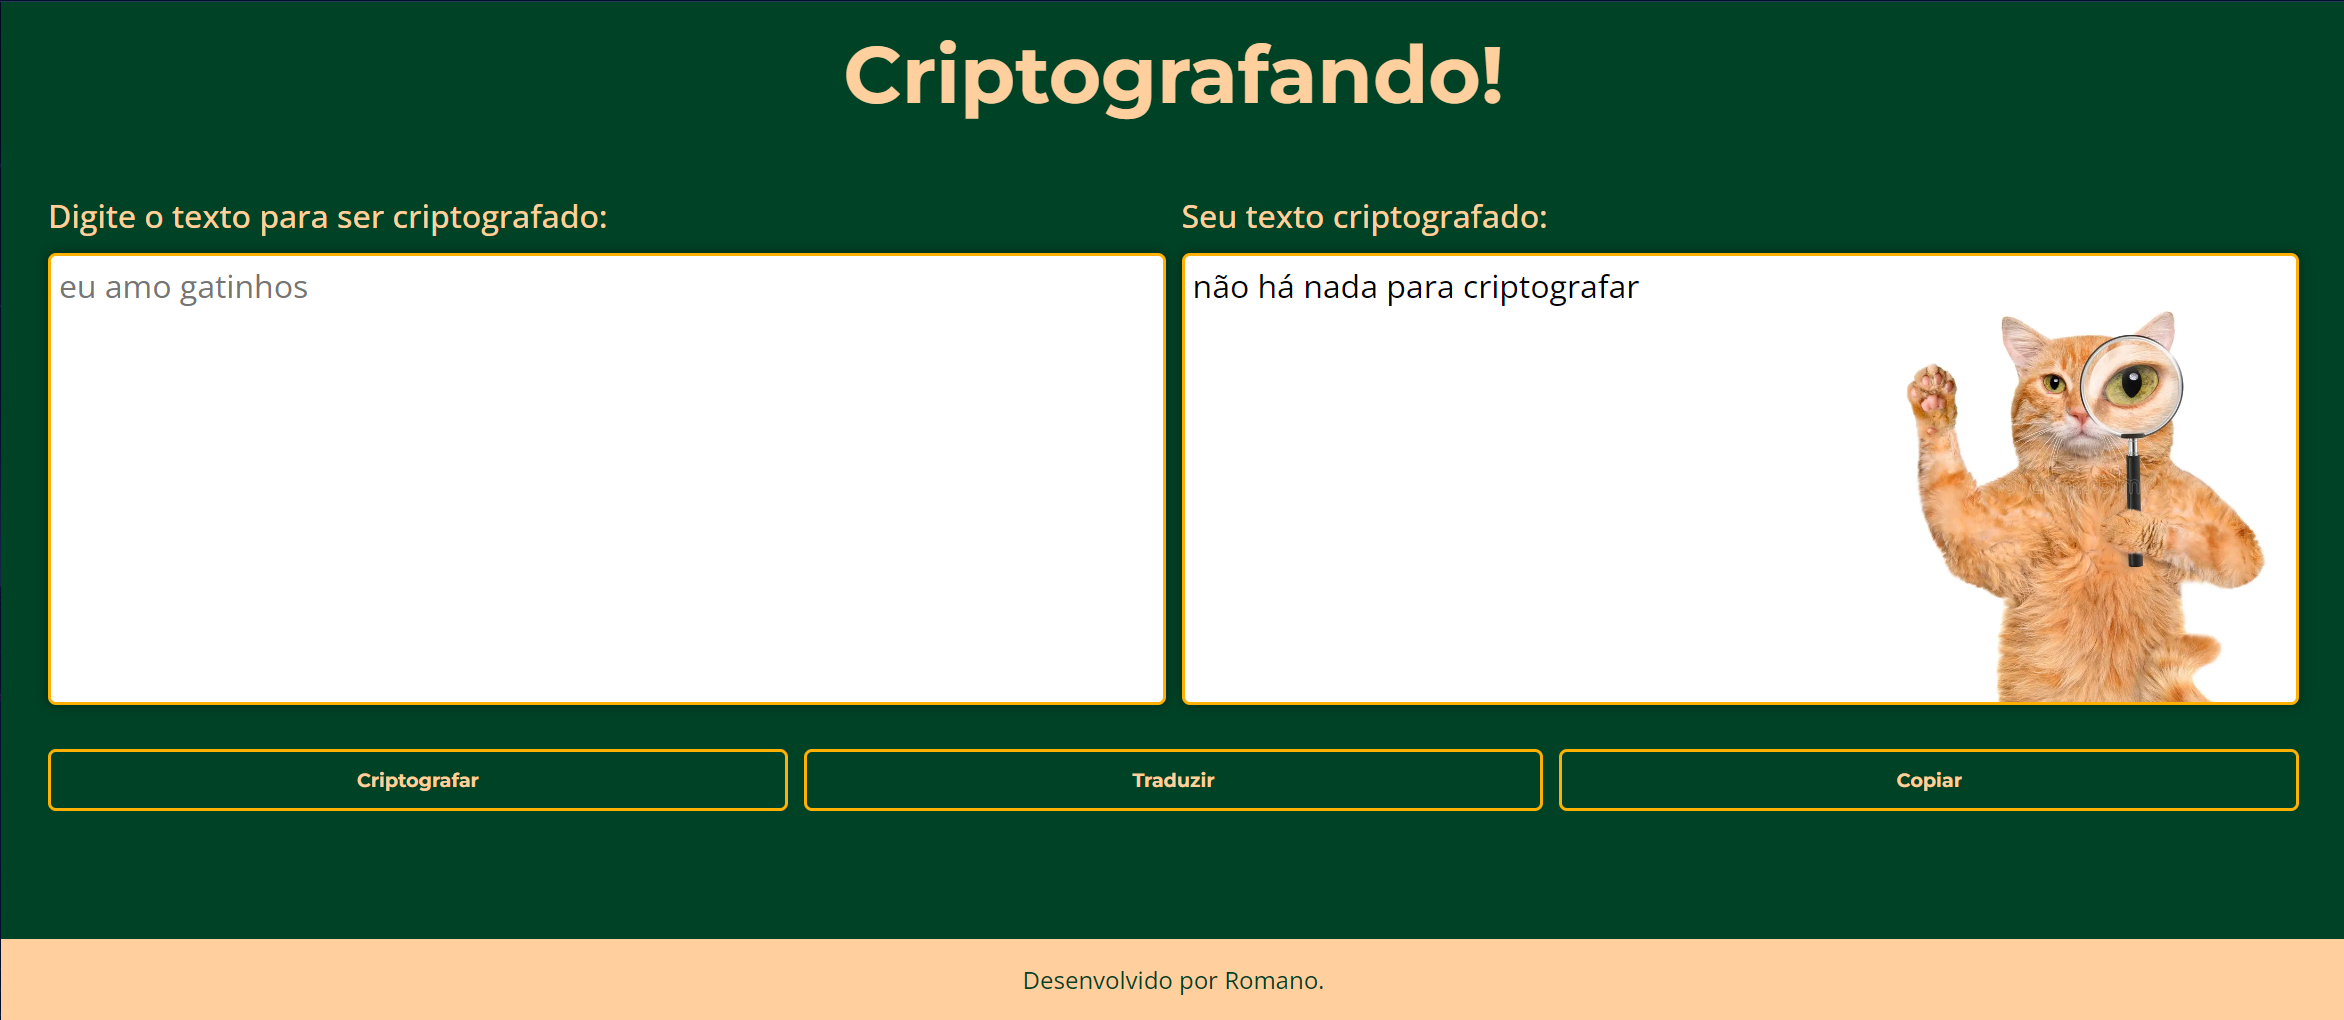 Criptografando!
Digite o texto para ser criptografado:
eu amo gatinhos
Seu texto criptografado:
não há nada para criptografar
Criptografar
Traduzir
Copiar
Desenvolvido por Romano.